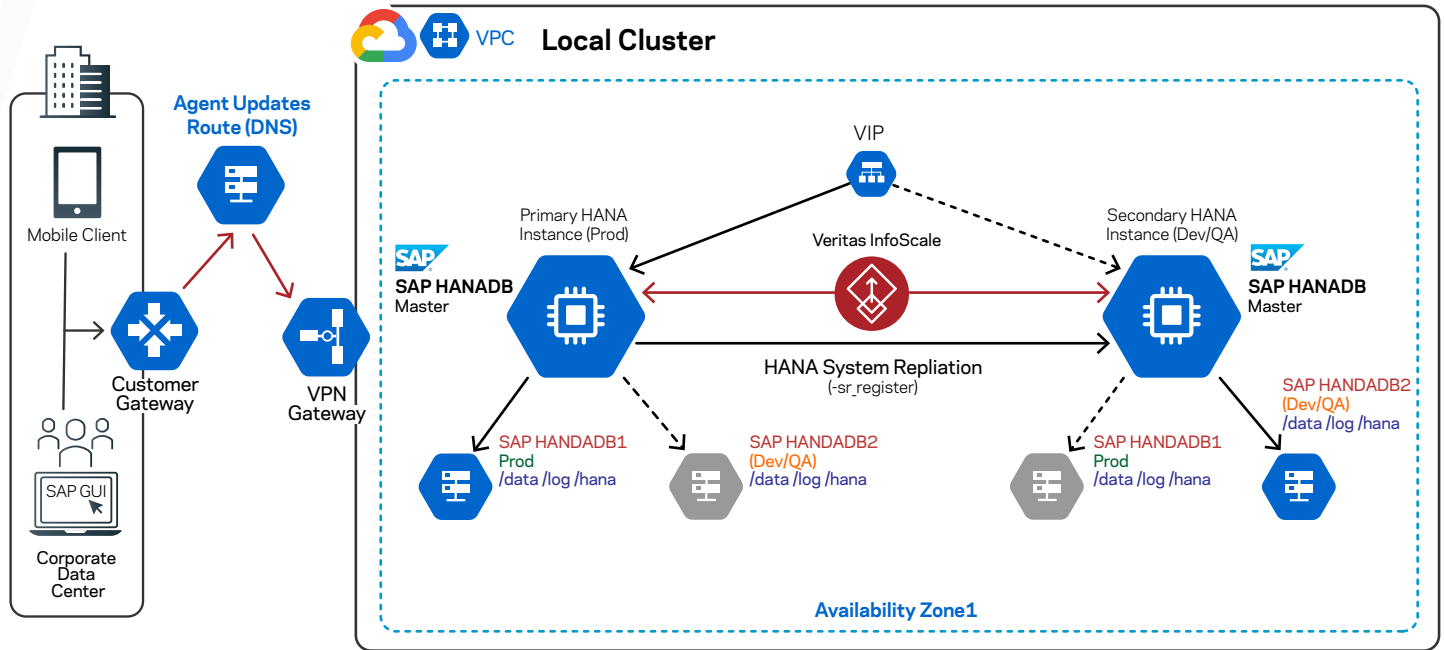 VPC
Local Cluster
Agent Updates
Route (DNS)
Mobile Client
Customer
Gateway
VPN
Gateway
SAP GUI
Corporate
Data
Center
VIP
Primary HANA
Instance (Prod)
SAP
SAP HANADB
Master
Veritas InfoScale
Secondary HANA
Instance (Dev/QA)
SAP
SAP HANADB
Master
HANA System Repliation
(-sr_register)
SAP HANDADB1
Prod
/data /log /hana
SAP HANDADB2
(Dev/QA)
/data /log /hana
SAP HANDADB1
Prod
/data /log /hana
SAP HANDADB2
(Dev/QA)
/data /log /hana
Availability Zone1